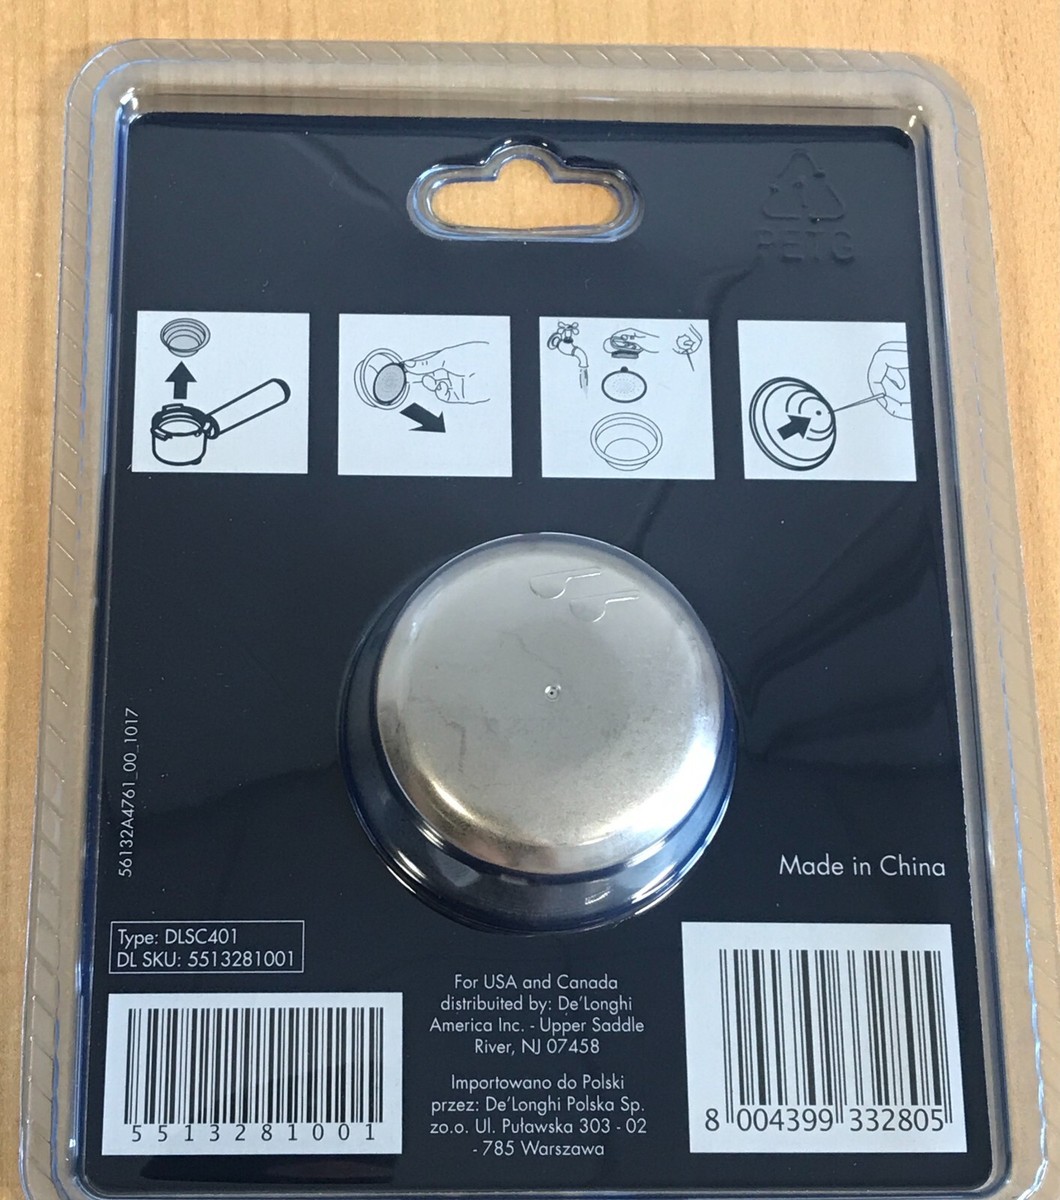 PETG
56132A4761_00_1017
Made in China
Type: DLSC401
DL SKU: 5513281001
5513281001
For USA and Canada
distribuited by: De'Longhi
America Inc. - Upper Saddle
River, NJ 07458
Importowano do Polski
przez: De'Longhi Polska Sp.
zo.o. Ul. Puławska 303 - 02
- 785 Warszawa
8 004399 332805